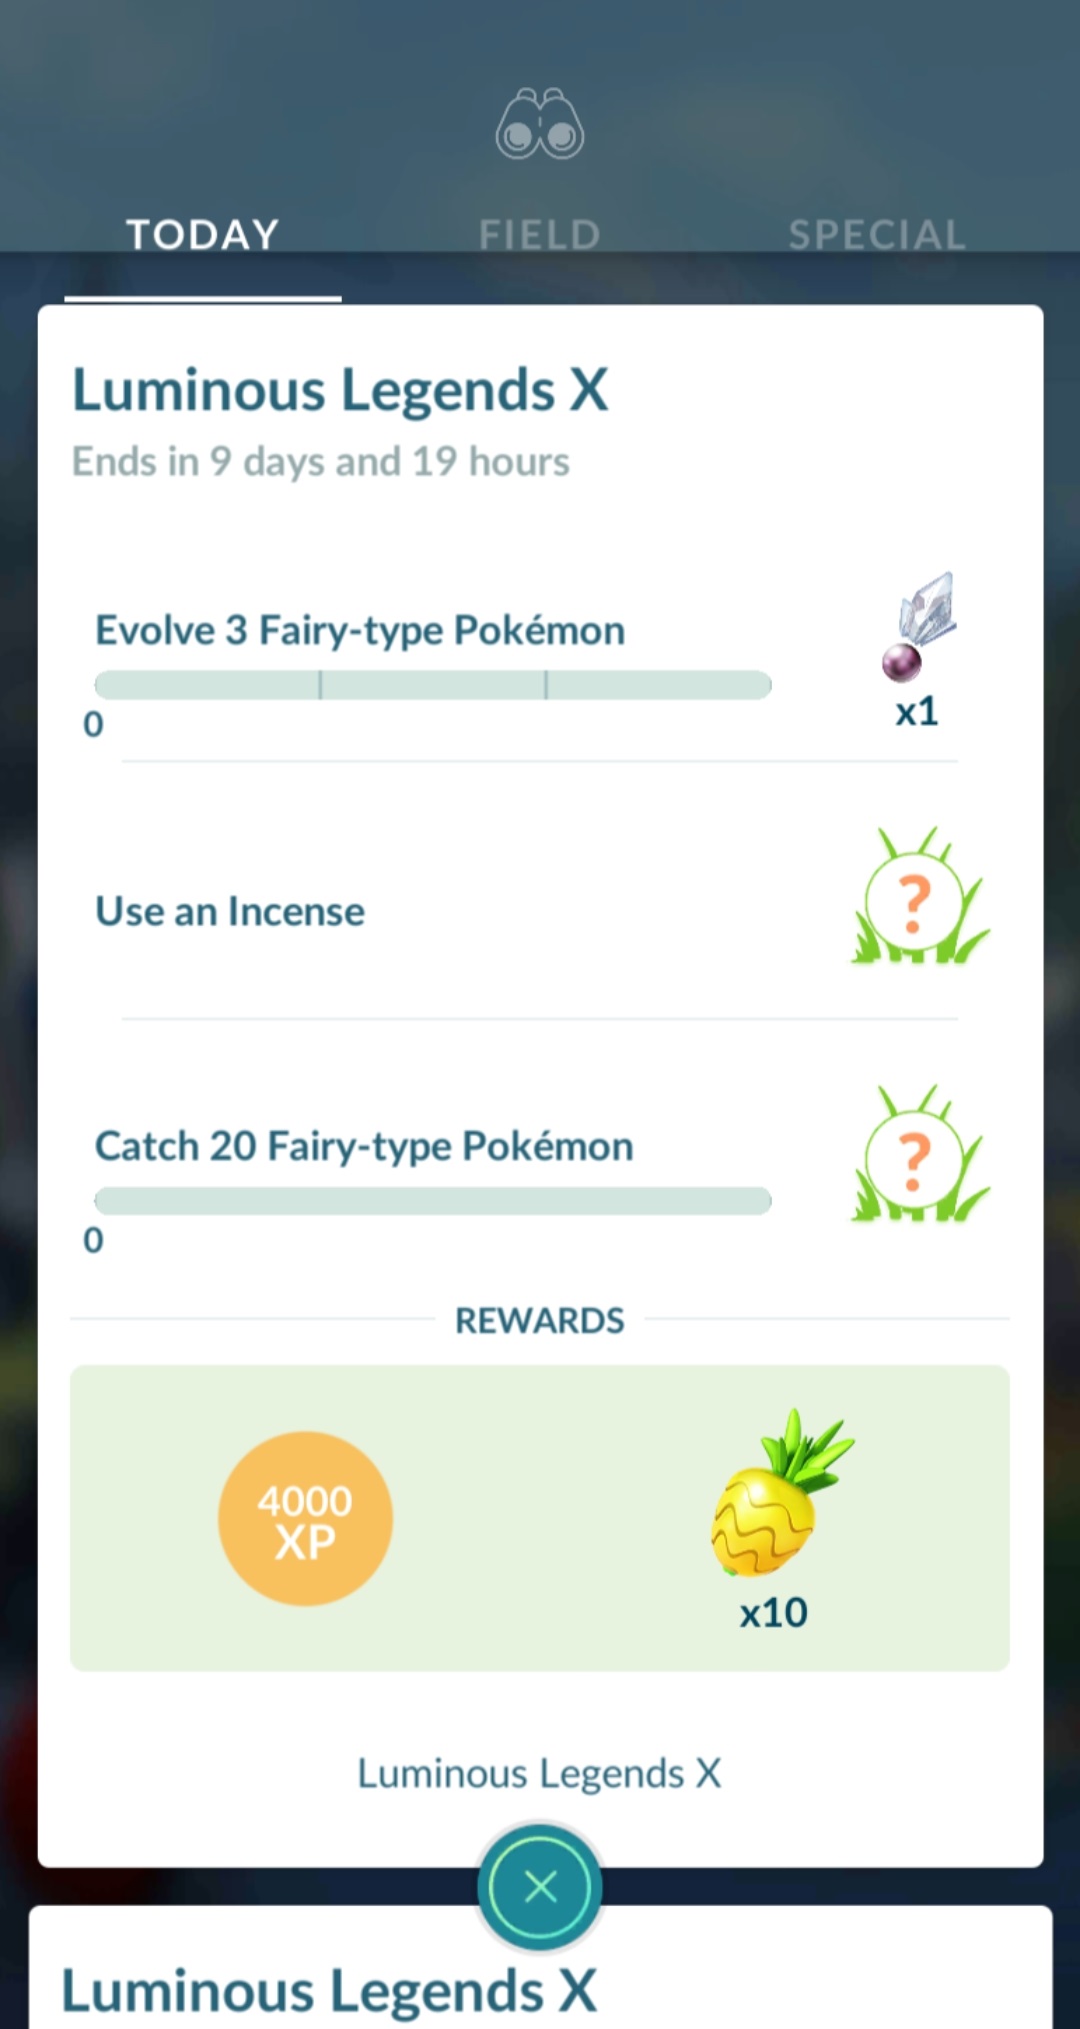 TODAY FIELD SPECIAL
Luminous Legends X
Ends in 9 days and 19 hours
Evolve 3 Fairy-type Pokémon
0
x1
Use an Incense
?
Catch 20 Fairy-type Pokémon
0
?
REWARDS
4000
XP
x10
Luminous Legends X
Luminous Legends X